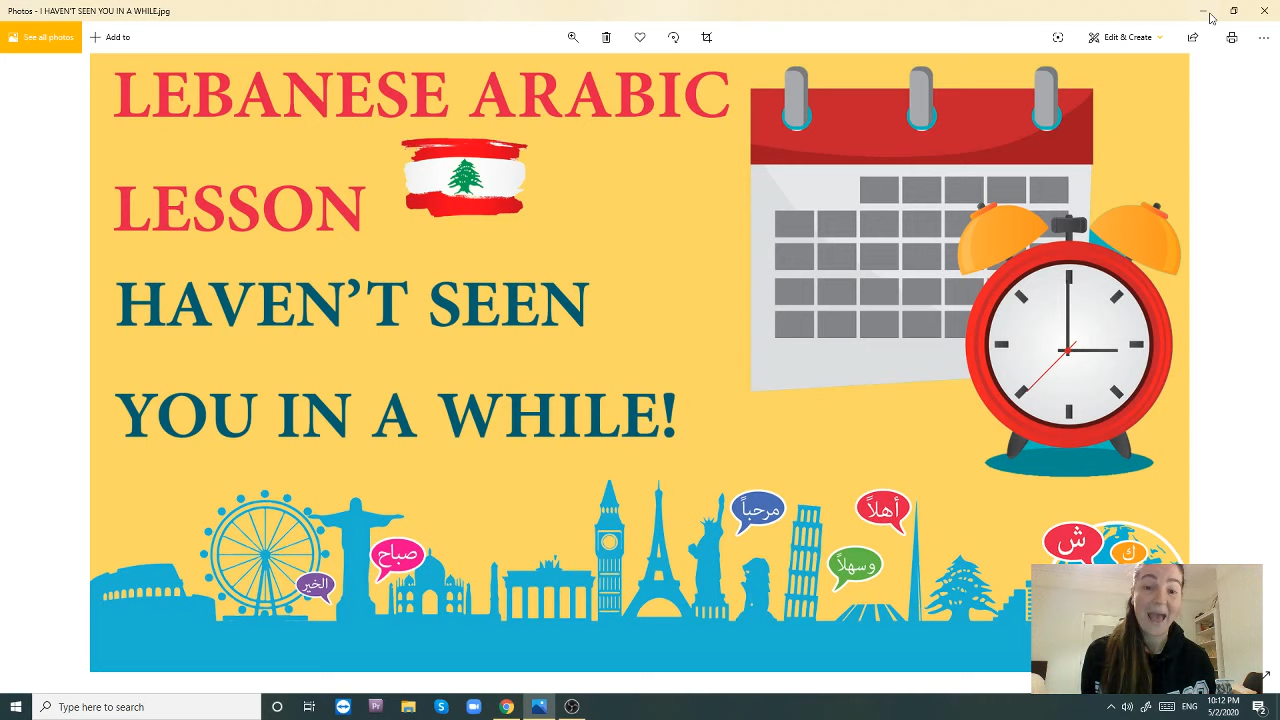 Photos - I HAVEN'T SEEN YOU IN A WHILE.jpg
See all photos
Add to
Edit & Create
LEBANESE ARABIC
LESSON
HAVEN'T SEEN
YOU IN A WHILE!
صباح
الخير
مرحباً
أهلاً
وسهلاً
ش
ك
Type here to search
Pr
S
ENG
10:12 PM
5/2/2020
2